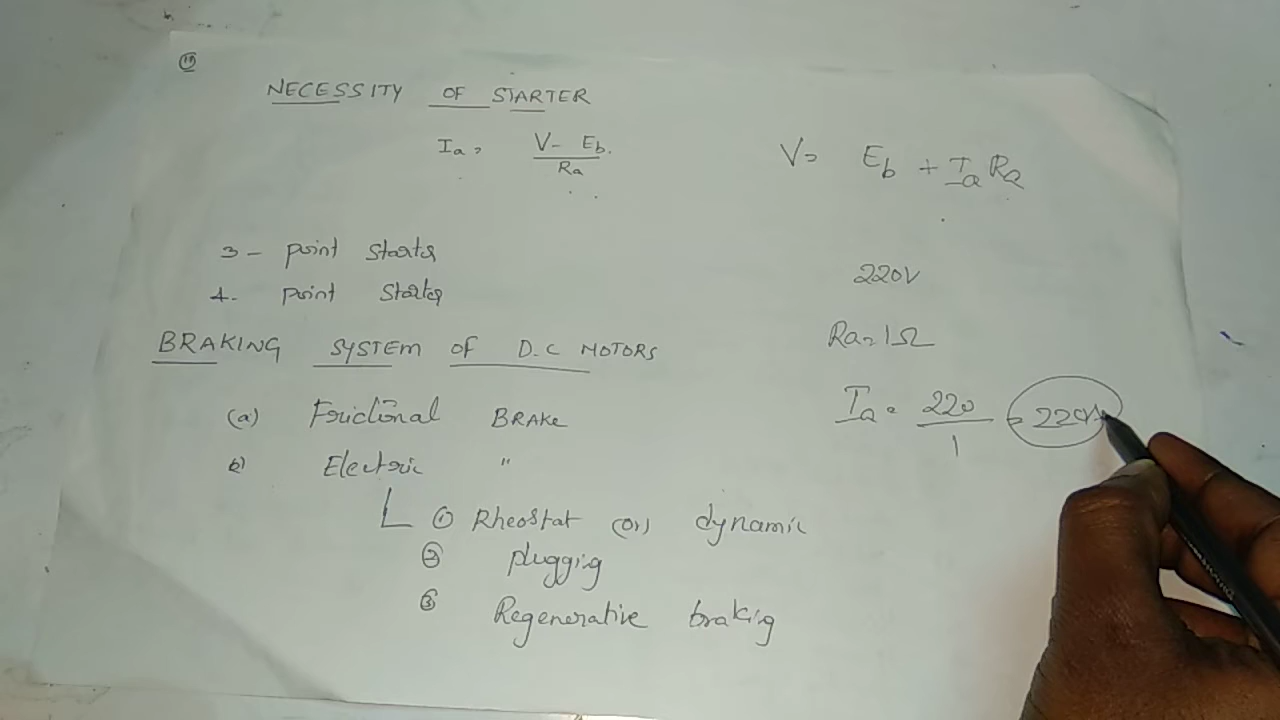 11
NECESSITY OF STARTER
Ia = V - Eb. / Ra
V = Eb + Ia Ra
3 - point starter
4. point starter
220V
Ra = 1Ω
BRAKING SYSTEM OF D.C MOTORS
Ia = 220 / 1 = 220A
(a) Frictional BRAKE
(b) Electric "
① Rheostat (or) dynamic
② plugging
③ Regenerative braking